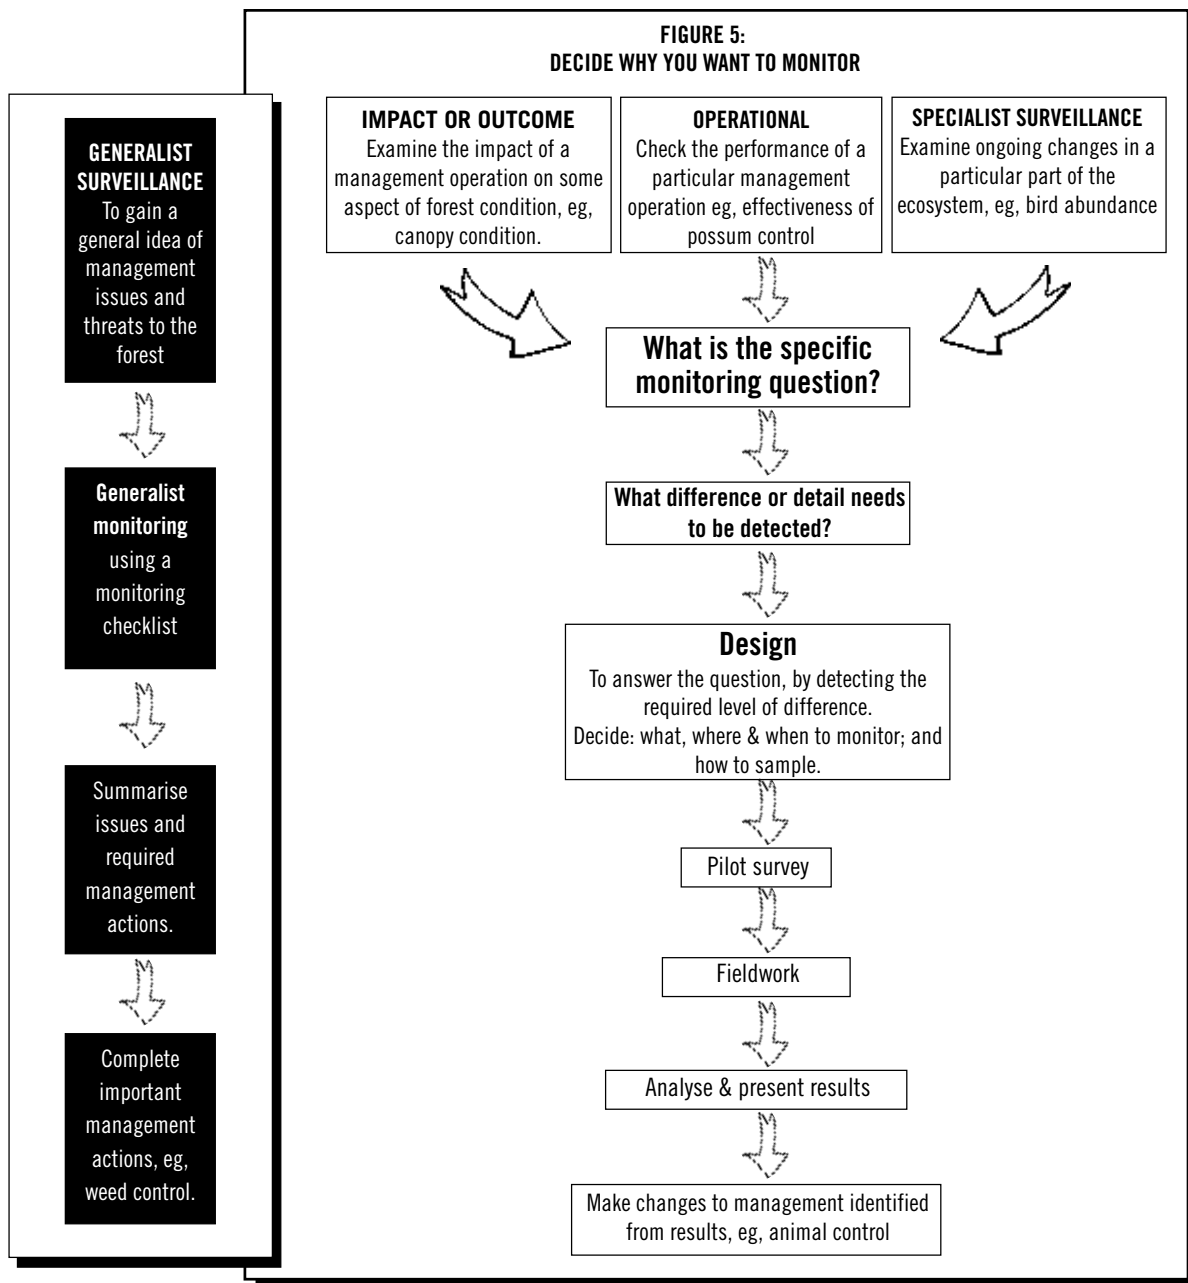 FIGURE 5:
DECIDE WHY YOU WANT TO MONITOR
GENERALIST
SURVEILLANCE
To gain a
general idea of
management
issues and
threats to the
forest
Generalist
monitoring
using a
monitoring
checklist
Summarise
issues and
required
management
actions.
Complete
important
management
actions, eg,
weed control.
IMPACT OR OUTCOME
Examine the impact of a
management operation on some
aspect of forest condition, eg,
canopy condition.
OPERATIONAL
Check the performance of a
particular management
operation eg, effectiveness of
possum control
SPECIALIST SURVEILLANCE
Examine ongoing changes in a
particular part of the
ecosystem, eg, bird abundance
What is the specific
monitoring question?
What difference or detail needs
to be detected?
Design
To answer the question, by detecting the
required level of difference.
Decide: what, where & when to monitor; and
how to sample.
Pilot survey
Fieldwork
Analyse & present results
Make changes to management identified
from results, eg, animal control